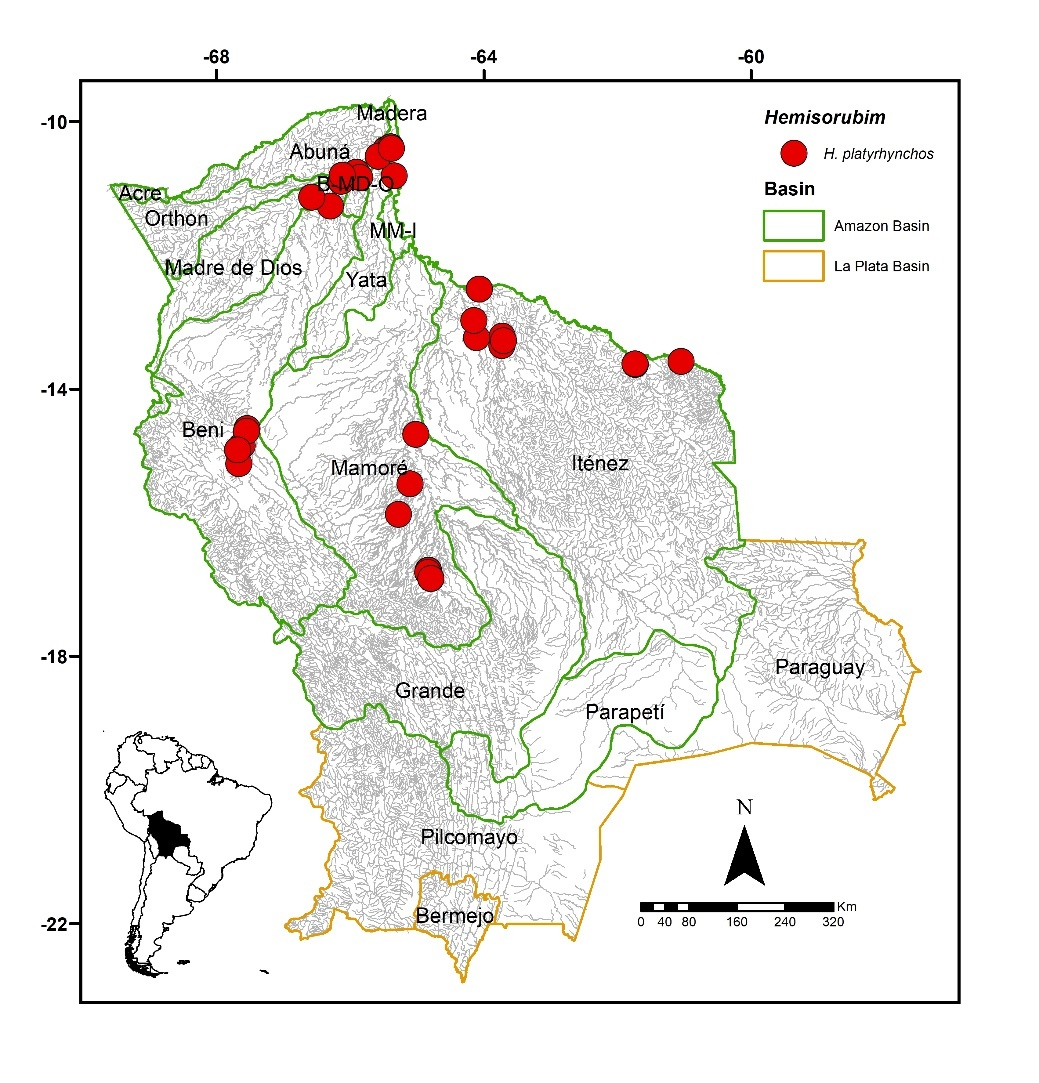 -68 -64 -60
-10
-14
-18
-22
Hemisorubim
H. platyrhynchos
Basin
Amazon Basin
La Plata Basin
Madera
Abuná
B-MD-O
Acre
Orthon
MM-I
Madre de Dios
Yata
Beni
Mamoré
Iténez
Paraguay
Grande
Parapetí
Pilcomayo
Bermejo
N
Km
0 40 80 160 240 320